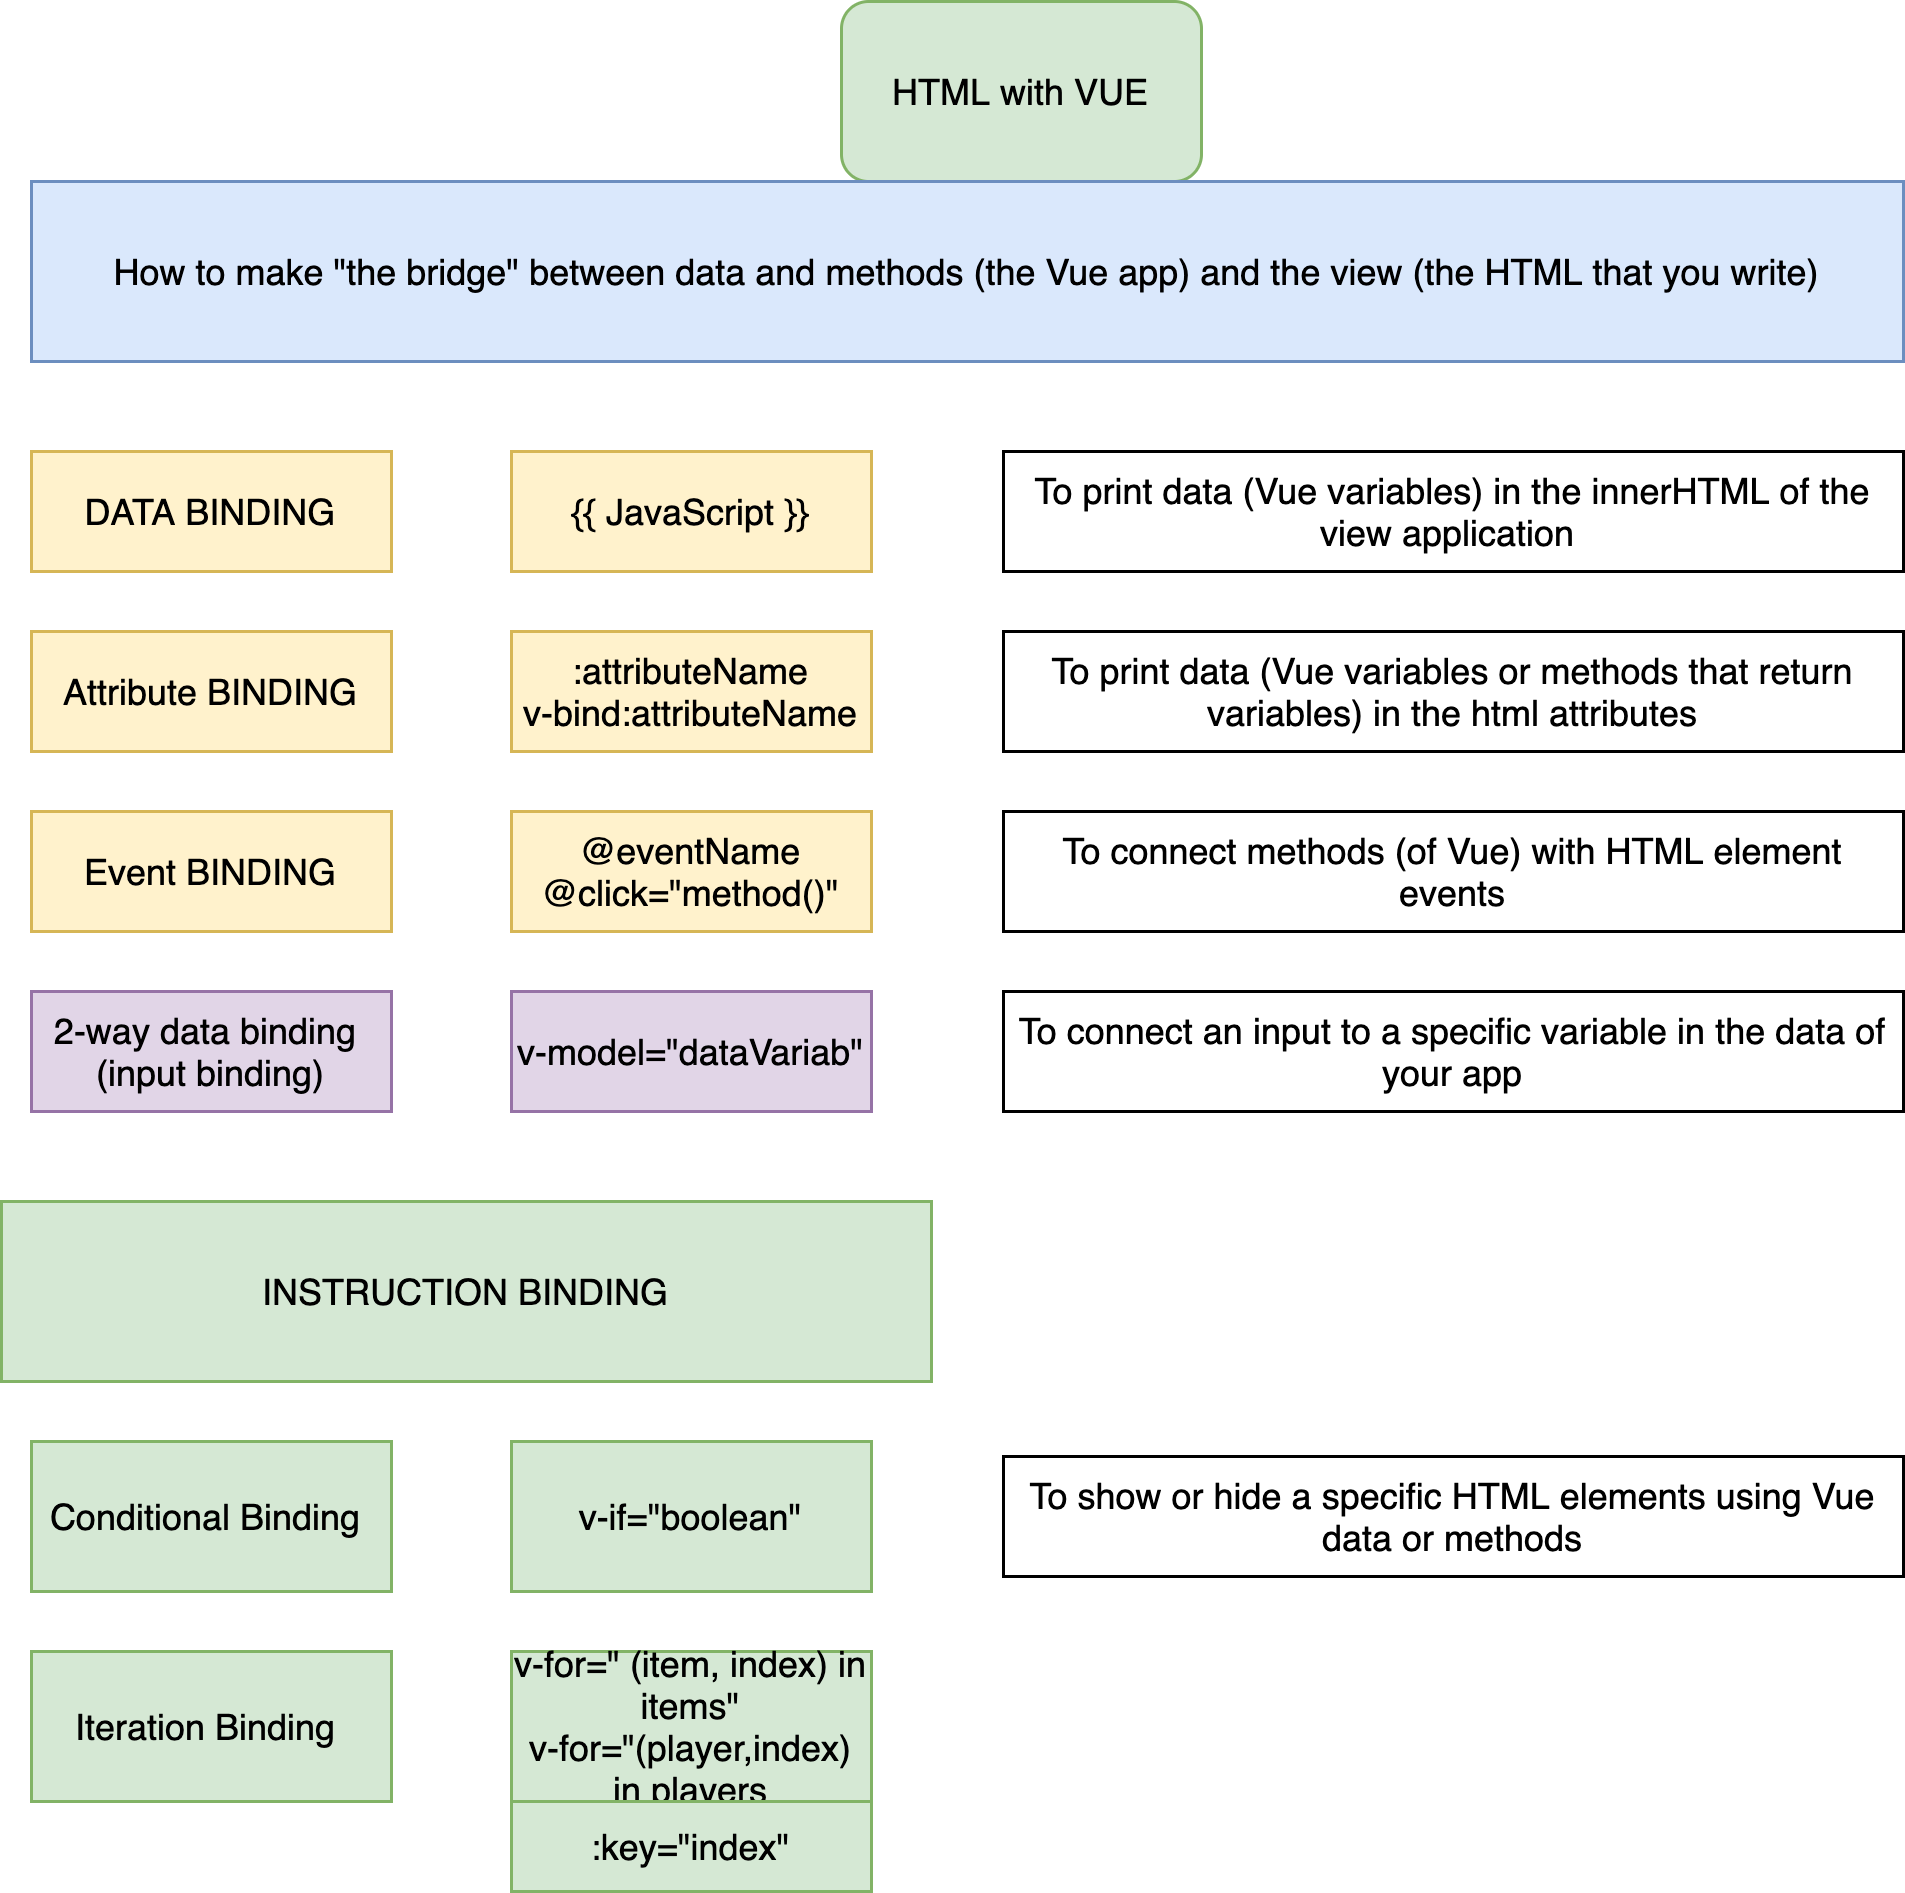 HTML with VUE
How to make "the bridge" between data and methods (the Vue app) and the view (the HTML that you write)
DATA BINDING
{{ JavaScript }}
To print data (Vue variables) in the innerHTML of the
view application
Attribute BINDING
:attributeName
v-bind:attributeName
To print data (Vue variables or methods that return
variables) in the html attributes
Event BINDING
@eventName
@click="method()"
To connect methods (of Vue) with HTML element
events
2-way data binding
(input binding)
v-model="dataVariab"
To connect an input to a specific variable in the data of
your app
INSTRUCTION BINDING
Conditional Binding
v-if="boolean"
To show or hide a specific HTML elements using Vue
data or methods
Iteration Binding
v-for=" (item, index) in
items"
v-for="(player,index)
in players
:key="index"